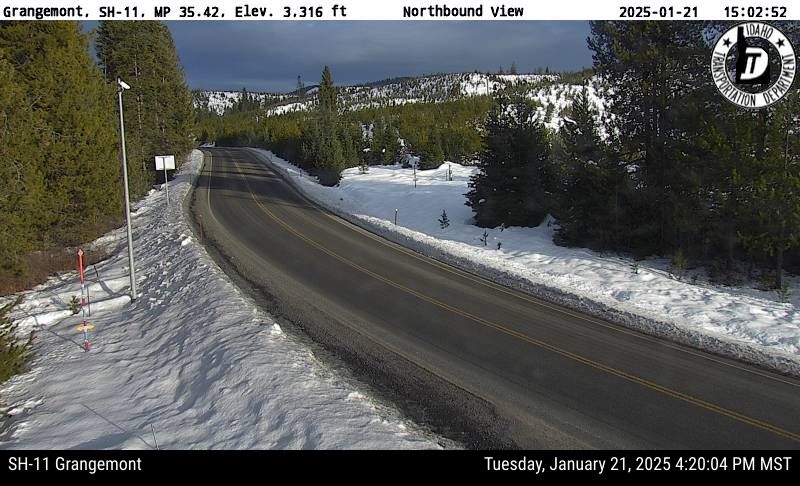 Grangemont, SH-11, MP 35.42, Elev. 3,316 ft Northbound View 2025-01-21 15:02:52
IDAHO
TRANSPORTATION DEPARTMENT
SH-11 Grangemont Tuesday, January 21, 2025 4:20:04 PM MST